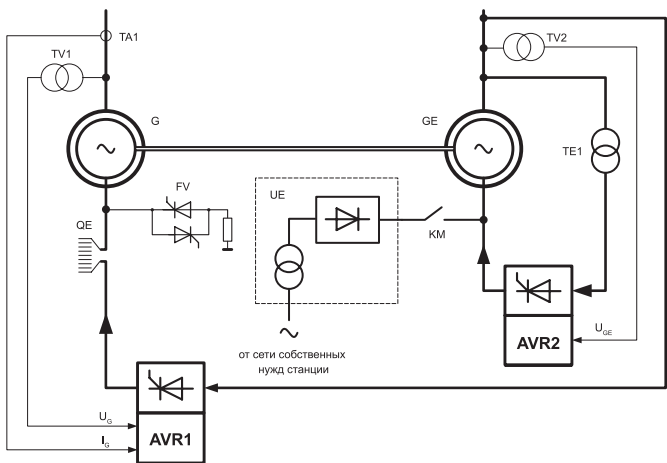 TA1
TV1
TV2
G
GE
TE1
FV
UE
QE
KM
AVR2
U_GE
от сети собственных
нужд станции
U_G
I_G
AVR1